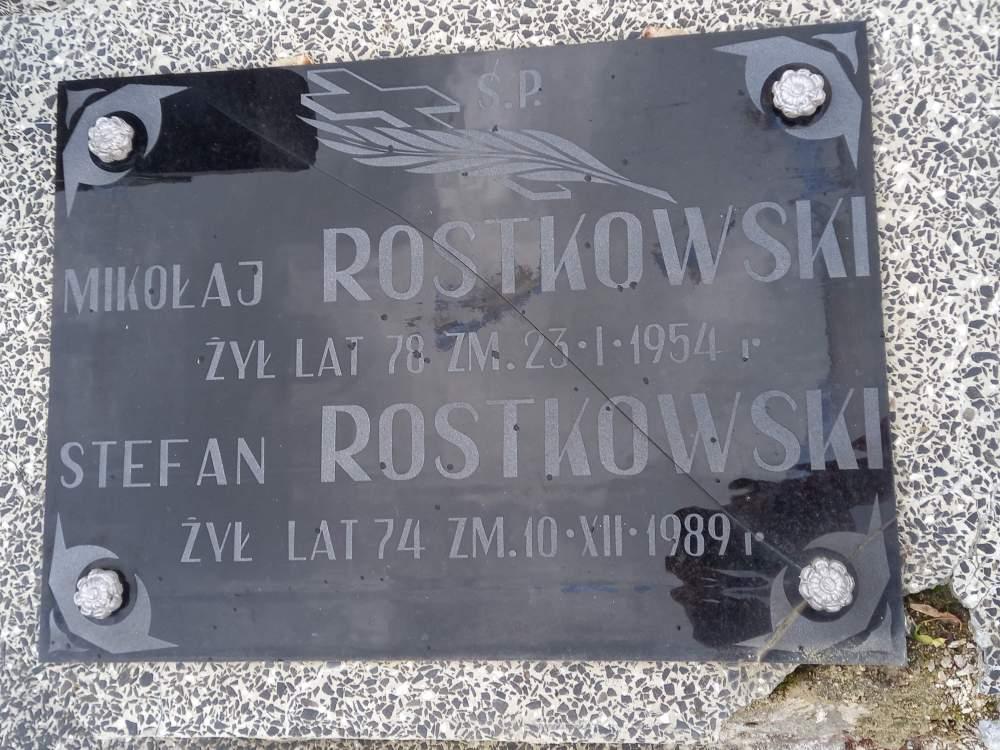 Ś.P.
MIKOŁAJ ROSTKOWSKI
ŻYŁ LAT 78 ZM. 23·I·1954 r·
STEFAN ROSTKOWSKI
ŻYŁ LAT 74 ZM. 10·XII·1989 r·